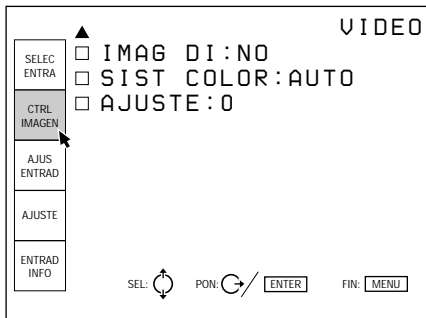 VIDEO
SELEC
ENTRA
CTRL
IMAGEN
AJUS
ENTRAD
AJUSTE
ENTRAD
INFO
IMAG DI:NO
SIST COLOR:AUTO
AJUSTE:0
SEL: PON: / ENTER FIN: MENU